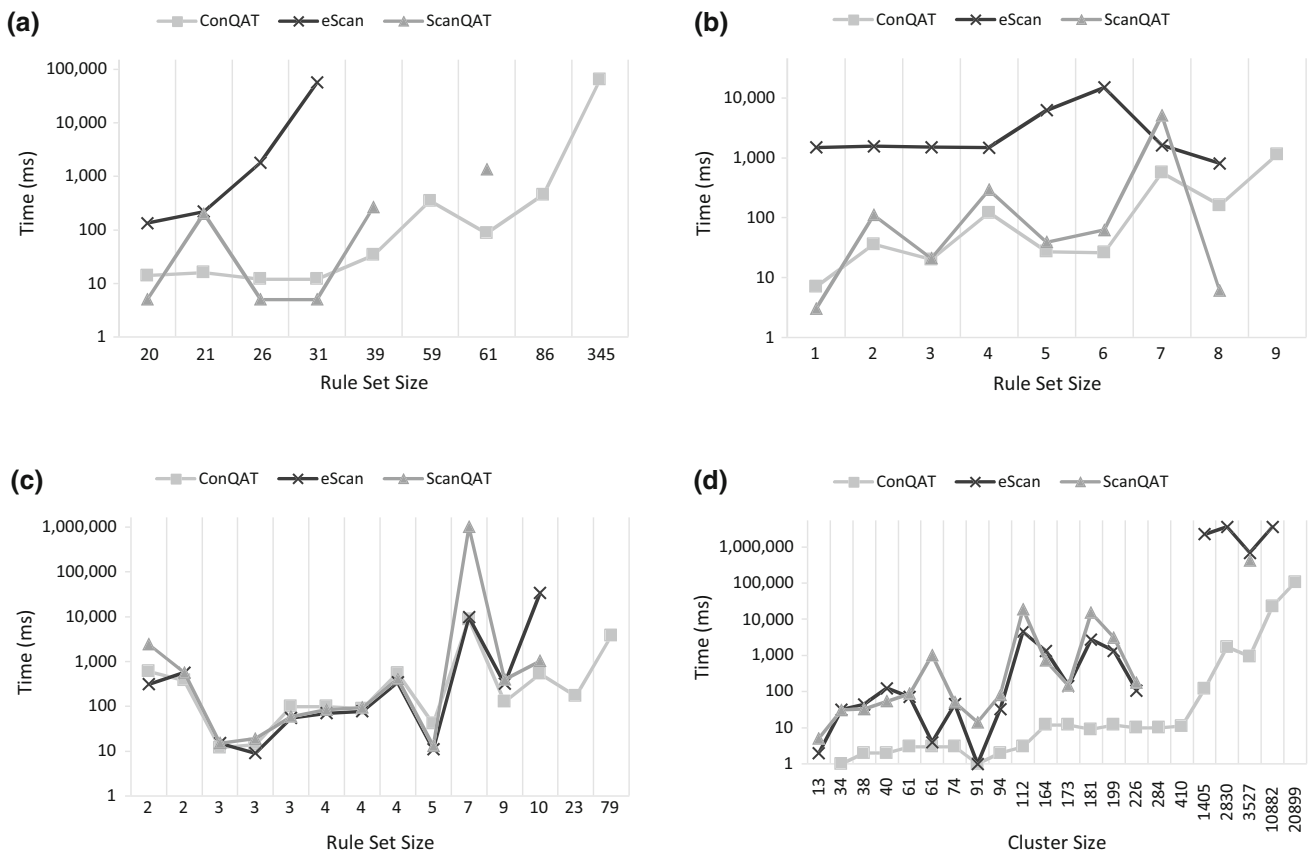 (a)
ConQAT eScan ScanQAT
100,000
10,000
1,000
100
10
1
Time (ms)
20 21 26 31 39 59 61 86 345
Rule Set Size
(b)
ConQAT eScan ScanQAT
10,000
1,000
100
10
1
Time (ms)
1 2 3 4 5 6 7 8 9
Rule Set Size
(c)
ConQAT eScan ScanQAT
1,000,000
100,000
10,000
1,000
100
10
1
Time (ms)
2 2 3 3 3 4 4 4 5 7 9 10 23 79
Rule Set Size
(d)
ConQAT eScan ScanQAT
1,000,000
100,000
10,000
1,000
100
10
1
Time (ms)
13 34 38 40 61 61 74 91 94 112 164 173 181 199 226 284 410 1405 2830 3527 10882 20899
Cluster Size